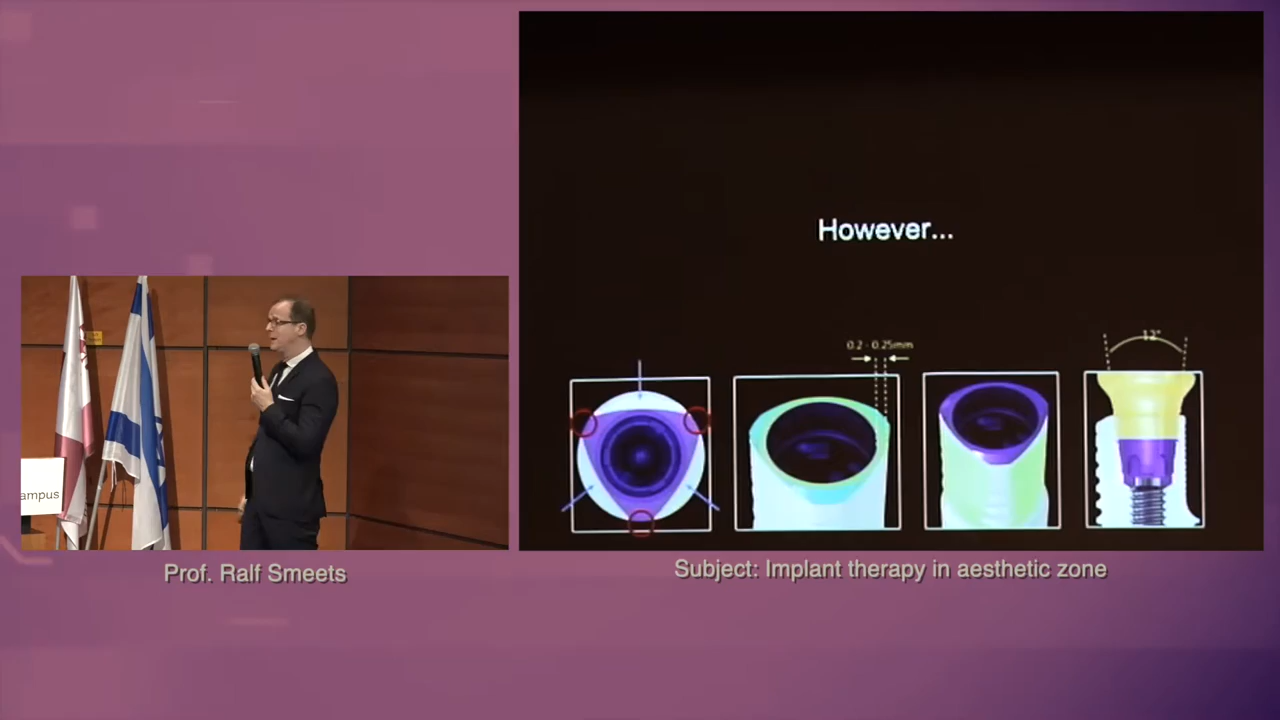 However...
0.2 - 0.25mm
12°
ampus
Prof. Ralf Smeets
Subject: Implant therapy in aesthetic zone